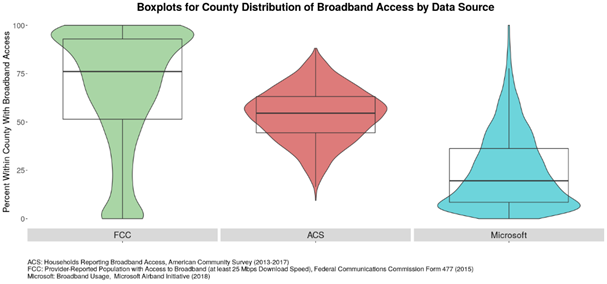 Boxplots for County Distribution of Broadband Access by Data Source
Percent Within County With Broadband Access
100
75
50
25
0
FCC
ACS
Microsoft
ACS: Households Reporting Broadband Access, American Community Survey (2013-2017)
FCC: Provider-Reported Population with Access to Broadband (at least 25 Mbps Download Speed), Federal Communications Commission Form 477 (2015)
Microsoft: Broadband Usage, Microsoft Airband Initiative (2018)